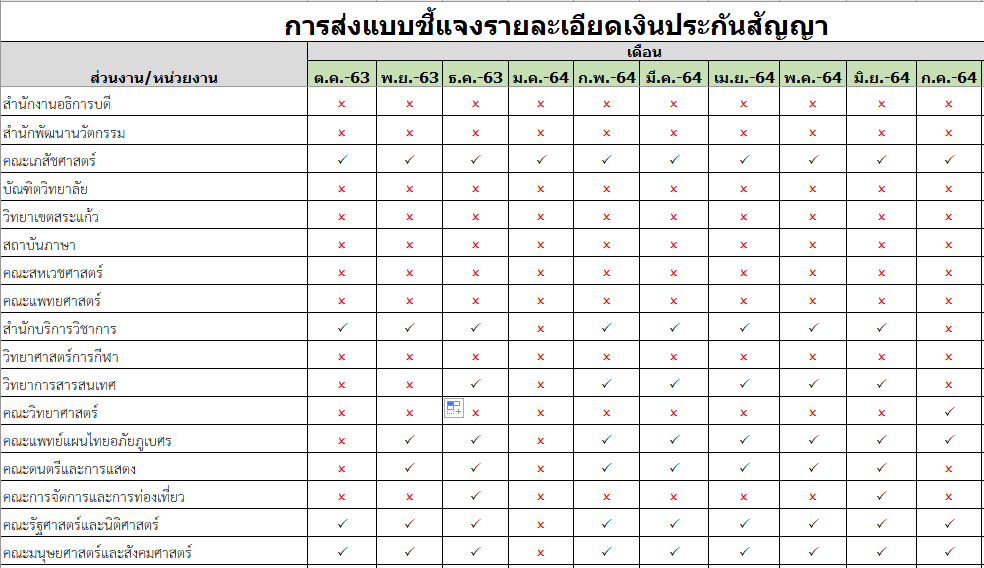 การส่งแบบชี้แจงรายละเอียดเงินประกันสัญญา
เดือน
ส่วนงาน/หน่วยงาน ต.ค.-63 พ.ย.-63 ธ.ค.-63 ม.ค.-64 ก.พ.-64 มี.ค.-64 เม.ย.-64 พ.ค.-64 มิ.ย.-64 ก.ค.-64
สำนักงานอธิการบดี x x x x x x x x x x
สำนักพัฒนานวัตกรรม x x x x x x x x x x
คณะเภสัชศาสตร์ ✓ ✓ ✓ ✓ ✓ ✓ ✓ ✓ ✓ ✓
บัณฑิตวิทยาลัย x x x x x x x x x x
วิทยาเขตสระแก้ว x x x x x x x x x x
สถาบันภาษา x x x x x x x x x x
คณะสหเวชศาสตร์ x x x x x x x x x x
คณะแพทยศาสตร์ x x x x x x x x x x
สำนักบริการวิชาการ ✓ ✓ ✓ x ✓ ✓ ✓ ✓ ✓ x
วิทยาศาสตร์การกีฬา x x x x x x x x x x
วิทยาการสารสนเทศ x x ✓ x ✓ ✓ ✓ ✓ ✓ x
คณะวิทยาศาสตร์ x x x x x x x x x ✓
คณะแพทย์แผนไทยอภัยภูเบศร x ✓ ✓ x ✓ ✓ ✓ ✓ ✓ ✓
คณะดนตรีและการแสดง x ✓ ✓ x ✓ ✓ ✓ ✓ ✓ x
คณะการจัดการและการท่องเที่ยว x x ✓ x x x x x ✓ x
คณะรัฐศาสตร์และนิติศาสตร์ ✓ ✓ ✓ x ✓ ✓ ✓ ✓ ✓ ✓
คณะมนุษยศาสตร์และสังคมศาสตร์ ✓ ✓ ✓ x ✓ ✓ ✓ ✓ ✓ ✓